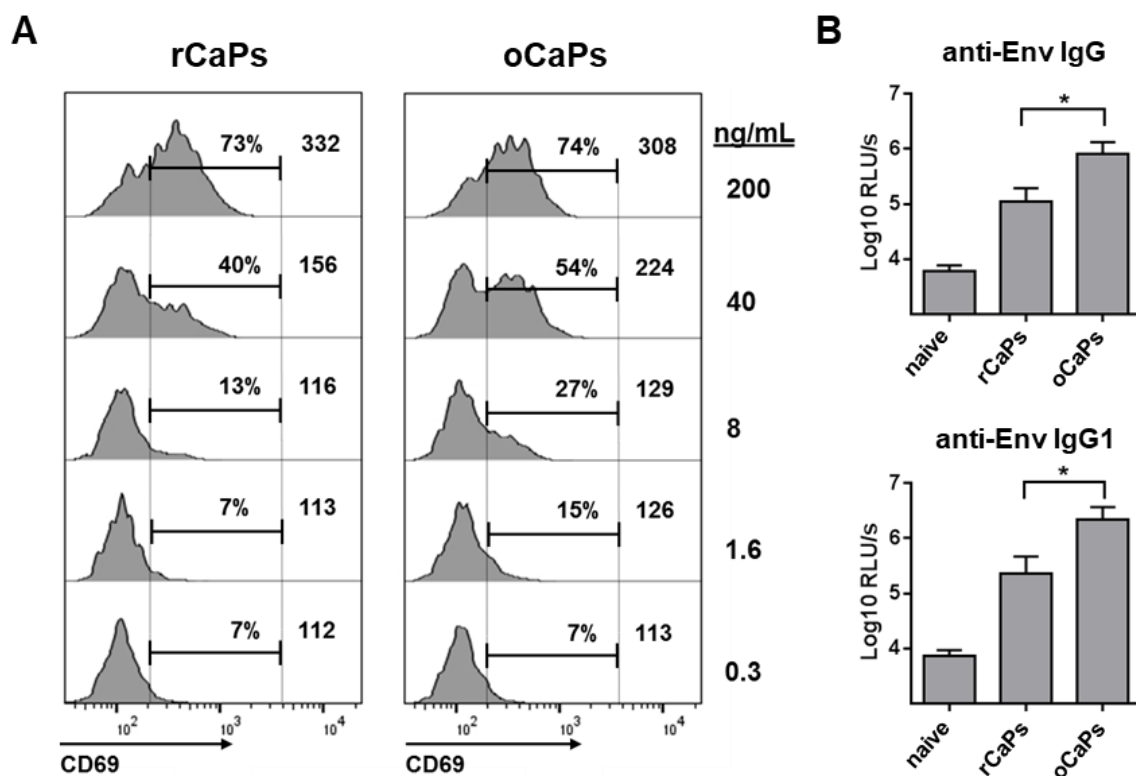 A
B
rCaPs
oCaPs
ng/mL
73% 332
74% 308
200
40% 156
54% 224
40
13% 116
27% 129
8
7% 113
15% 126
1.6
7% 112
7% 113
0.3
10² 10³ 10⁴
10² 10³ 10⁴
CD69
CD69
anti-Env IgG
Log10 RLU/s
7
6
5
4
*
naive
rCaPs
oCaPs
anti-Env IgG1
Log10 RLU/s
7
6
5
4
*
naive
rCaPs
oCaPs